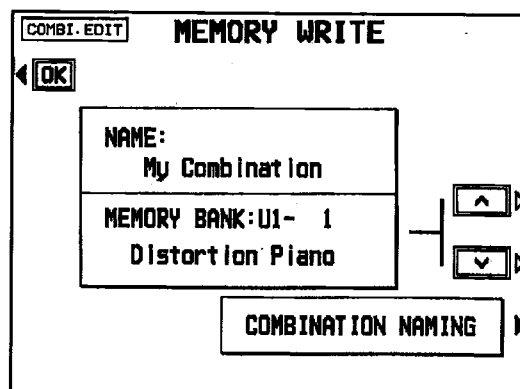 COMBI.EDIT MEMORY WRITE
OK
NAME:
My Combination
MEMORY BANK:U1- 1
Distortion Piano
COMBINATION NAMING